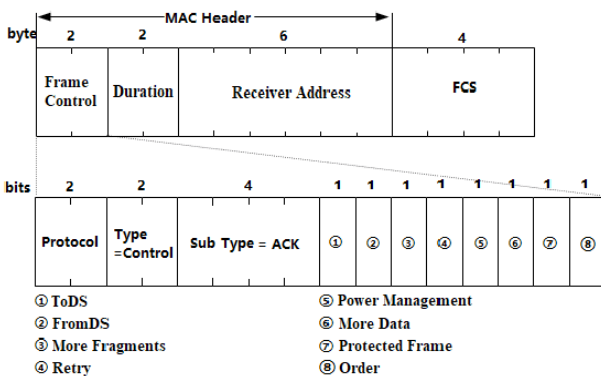 MAC Header
byte 2 2 6 4
Frame Control Duration Receiver Address FCS
bits 2 2 4 1 1 1 1 1 1 1 1
Protocol Type =Control Sub Type = ACK ① ② ③ ④ ⑤ ⑥ ⑦ ⑧
① ToDS
② FromDS
③ More Fragments
④ Retry
⑤ Power Management
⑥ More Data
⑦ Protected Frame
⑧ Order